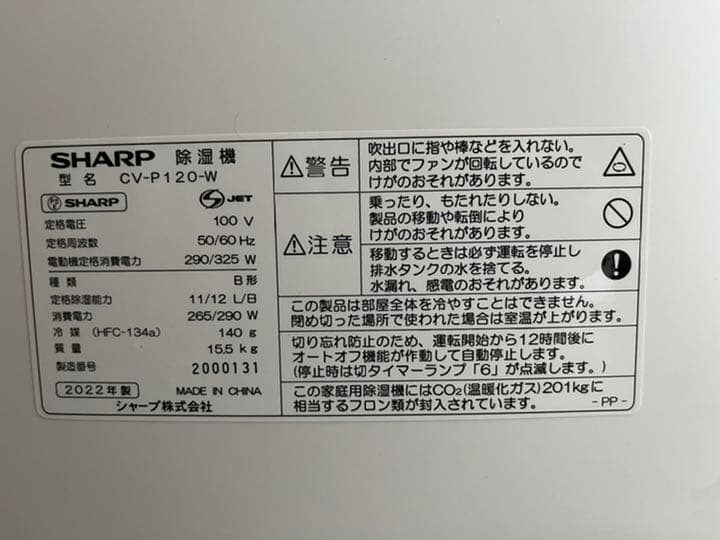 SHARP 除湿機
型名 CV-P120-W
SHARP JET
定格電圧 100 V
定格周波数 50/60 Hz
電動機定格消費電力 290/325 W
種類 B形
定格除湿能力 11/12 L/日
消費電力 265/290 W
冷媒 (HFC-134a) 140 g
質量 15.5 kg
製造番号 2000131
2022年製 MADE IN CHINA
シャープ株式会社
警告
吹出口に指や棒などを入れない。
内部でファンが回転しているので
けがのおそれがあります。
注意
乗ったり、もたれたりしない。
製品の移動や転倒により
けがのおそれがあります。
移動するときは必ず運転を停止し
排水タンクの水を捨てる。
水漏れ、感電のおそれがあります。
この製品は部屋全体を冷やすことはできません。
閉め切った場所で使われた場合は室温が上がります。
切り忘れ防止のため、運転開始から12時間後に
オートオフ機能が作動して自動停止します。
(停止時は切タイマーランプ「6」が点滅します。)
この家庭用除湿機にはCO₂(温暖化ガス)201kgに
相当するフロン類が封入されています。 -PP-